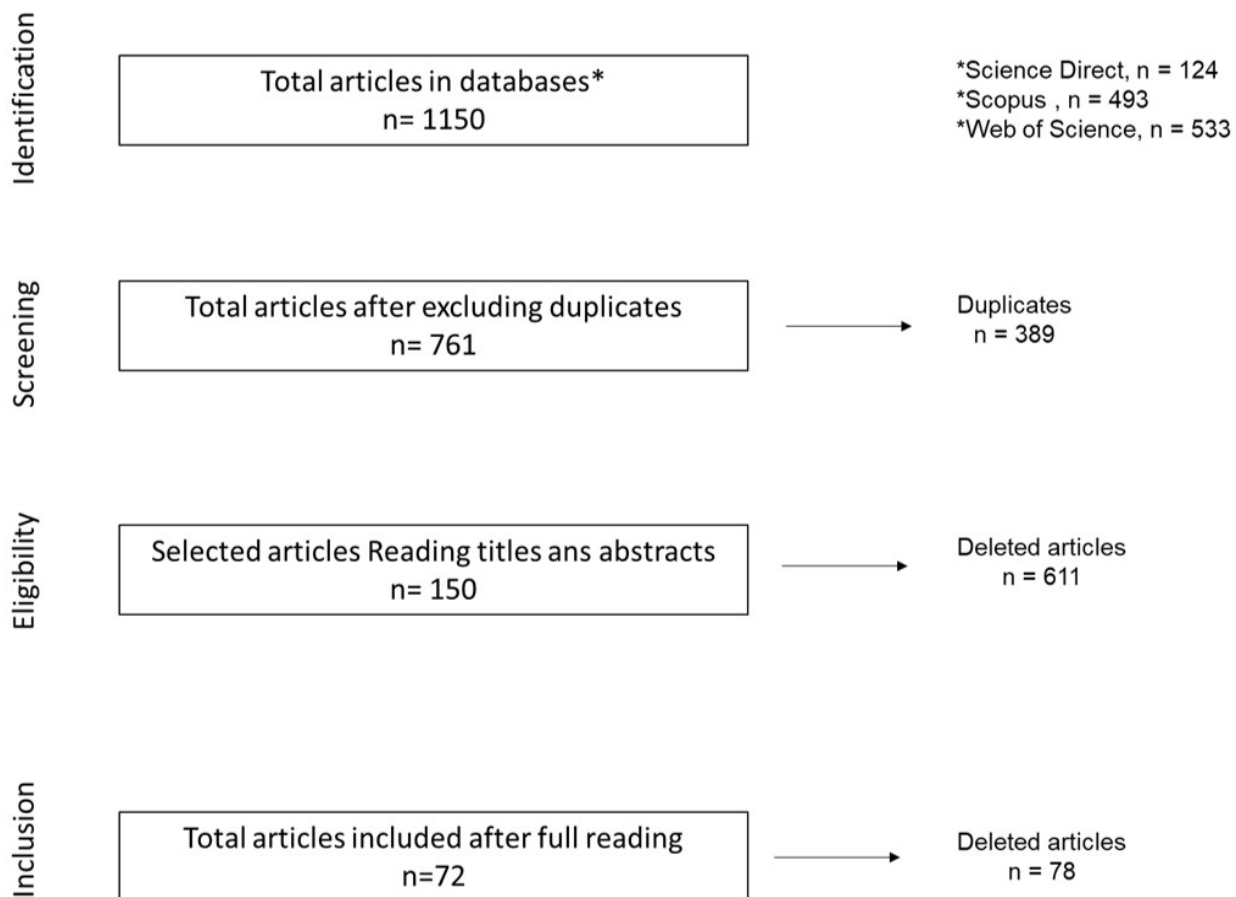 Identification
Total articles in databases*
n= 1150
*Science Direct, n = 124
*Scopus , n = 493
*Web of Science, n = 533
Screening
Total articles after excluding duplicates
n= 761
Duplicates
n = 389
Eligibility
Selected articles Reading titles ans abstracts
n= 150
Deleted articles
n = 611
Inclusion
Total articles included after full reading
n=72
Deleted articles
n = 78